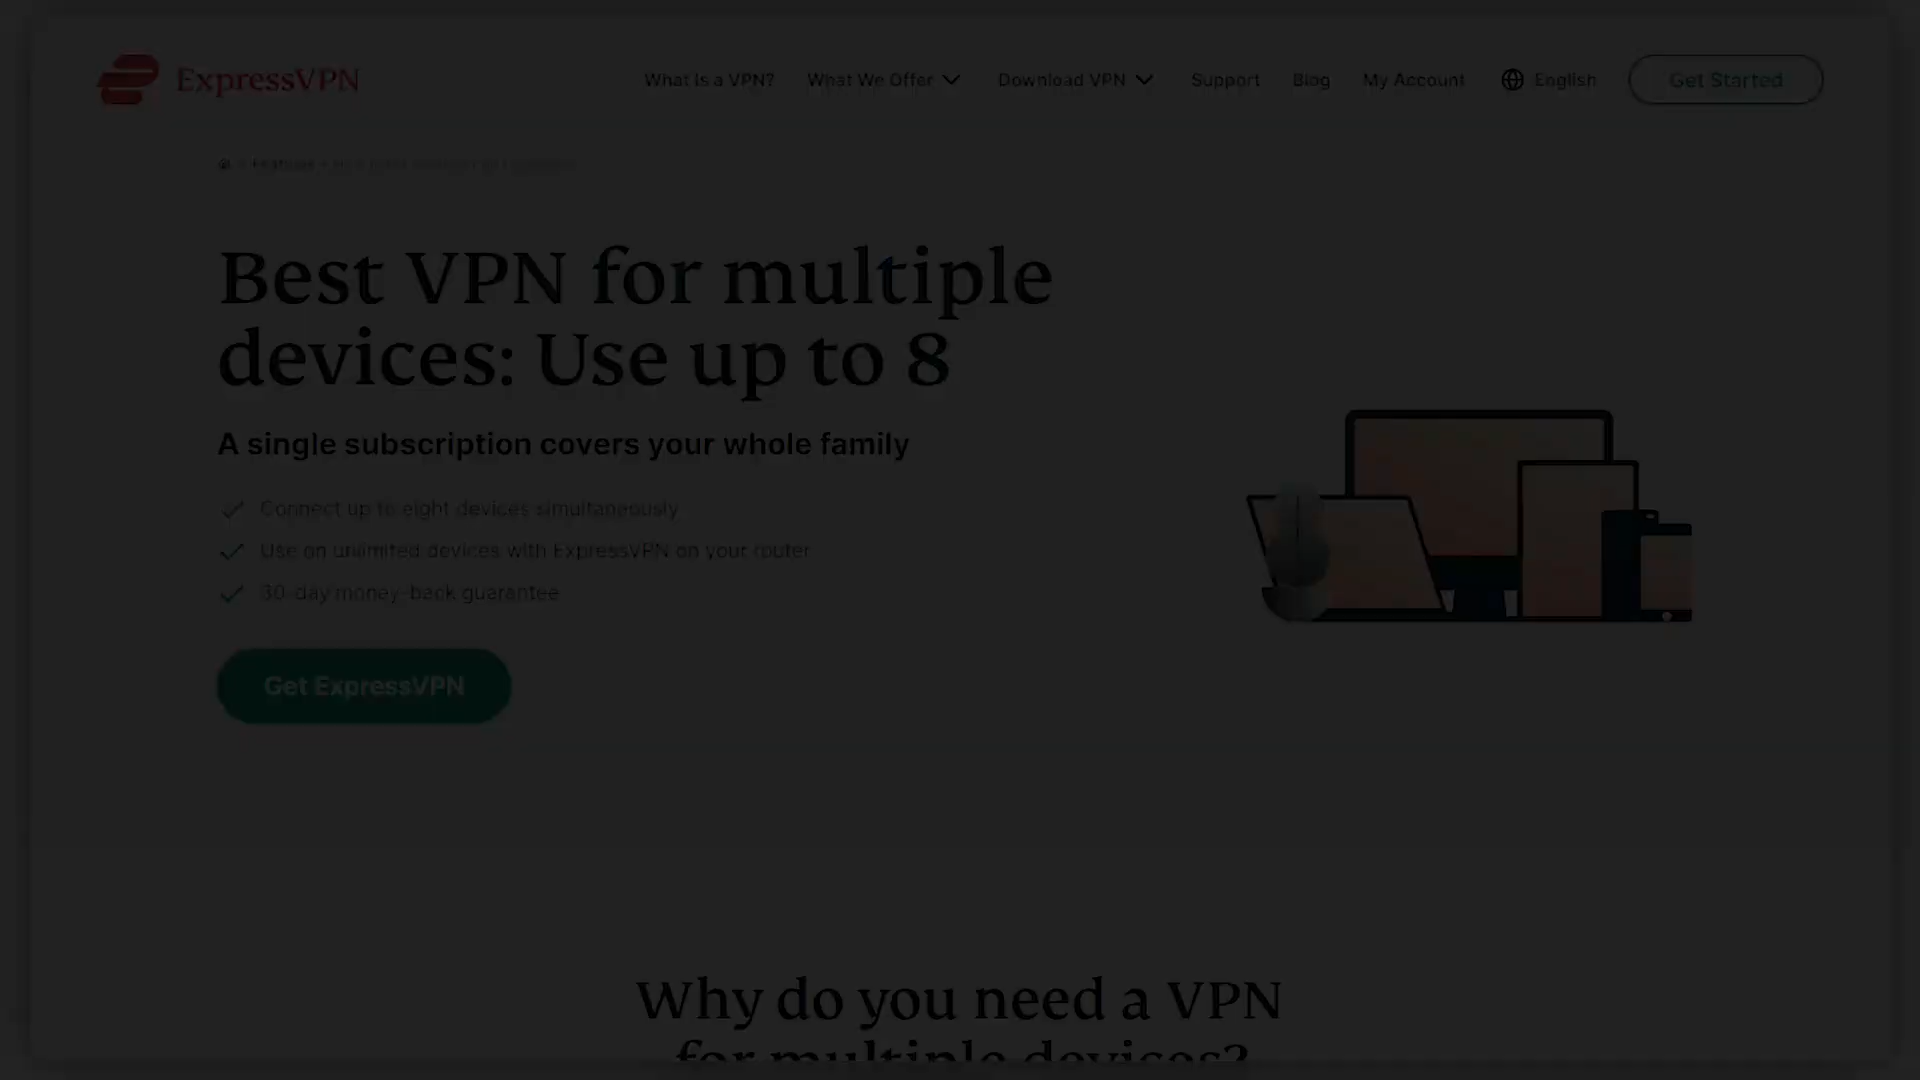 ExpressVPN
What Is a VPN? What We Offer Download VPN Support Blog My Account English Get Started
Features
Best VPN for multiple
devices: Use up to 8
A single subscription covers your whole family
Connect up to eight devices simultaneously
Use on unlimited devices with ExpressVPN on your router
30-day money-back guarantee
Get ExpressVPN
Why do you need a VPN
for multiple devices?